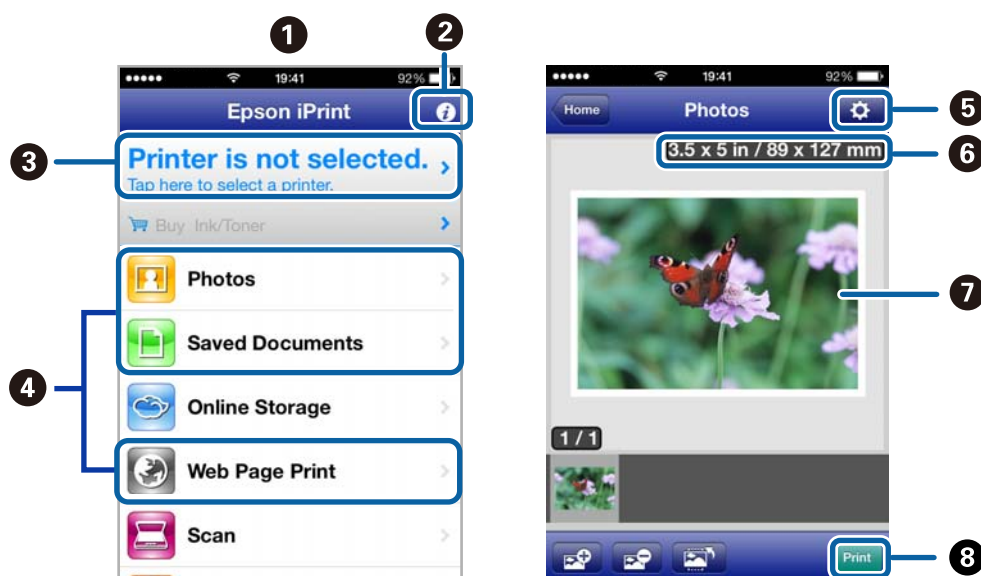 1
2
19:41
92%
Epson iPrint
3
Printer is not selected.
Tap here to select a printer.
Buy Ink/Toner
Photos
Saved Documents
4
Online Storage
Web Page Print
Scan
19:41
92%
Home
Photos
5
3.5 x 5 in / 89 x 127 mm
6
7
1 / 1
Print
8